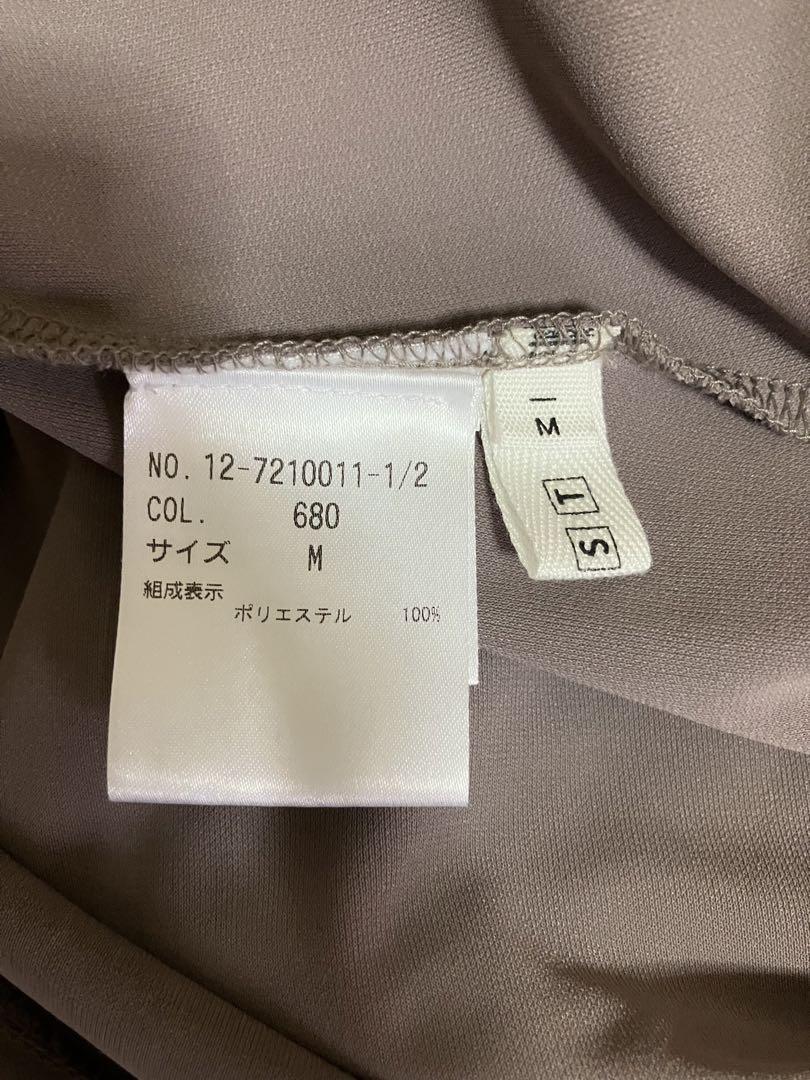 NO. 12-7210011-1/2
COL. 680
サイズ M
組成表示
ポリエステル 100%
M
T
S